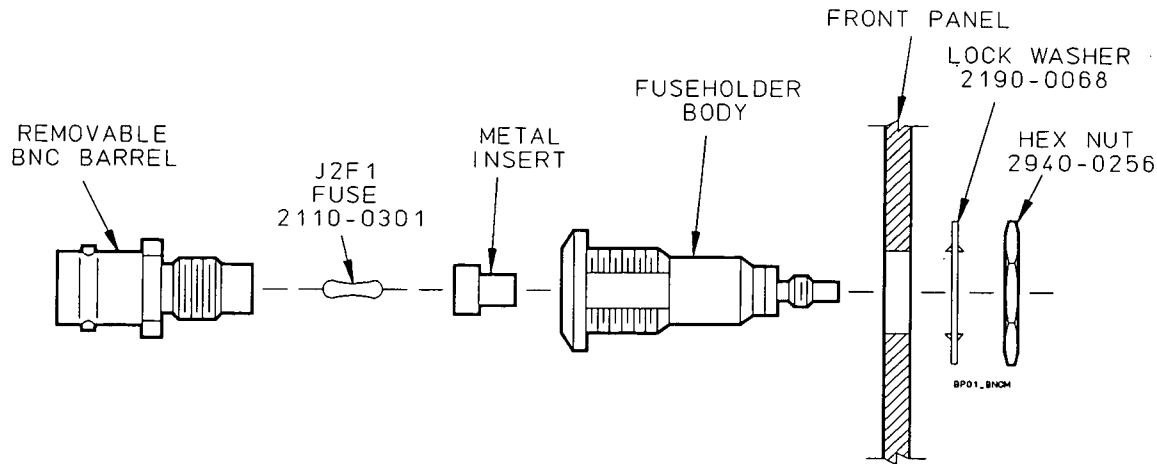 FRONT PANEL
LOCK WASHER
2190-0068
FUSEHOLDER
BODY
HEX NUT
2940-0256
REMOVABLE
BNC BARREL
METAL
INSERT
J2F1
FUSE
2110-0301
BP01_BNCM